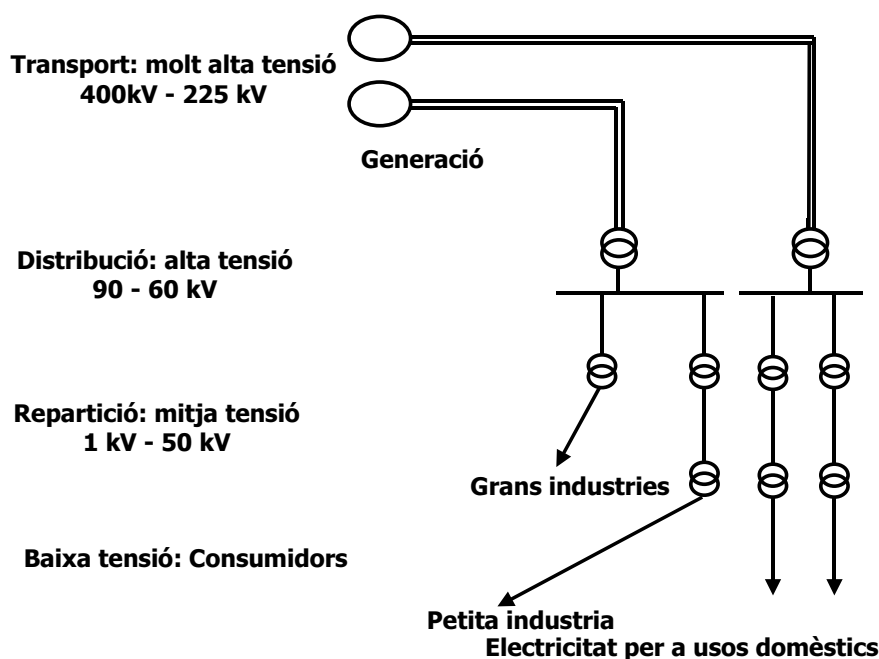 Transport: molt alta tensió
400kV - 225 kV
Generació
Distribució: alta tensió
90 - 60 kV
Repartició: mitja tensió
1 kV - 50 kV
Grans industries
Baixa tensió: Consumidors
Petita industria
Electricitat per a usos domèstics